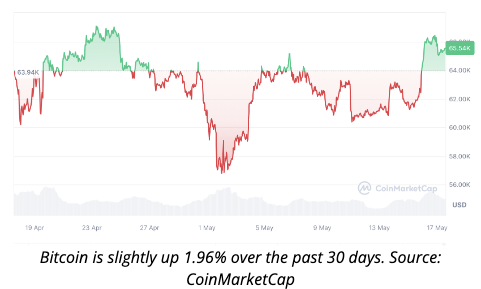 66.00K
65.54K
63.94K
64.00K
62.00K
60.00K
58.00K
56.00K
CoinMarketCap
USD
19 Apr 23 Apr 27 Apr 1 May 5 May 9 May 13 May 17 May
Bitcoin is slightly up 1.96% over the past 30 days. Source:
CoinMarketCap